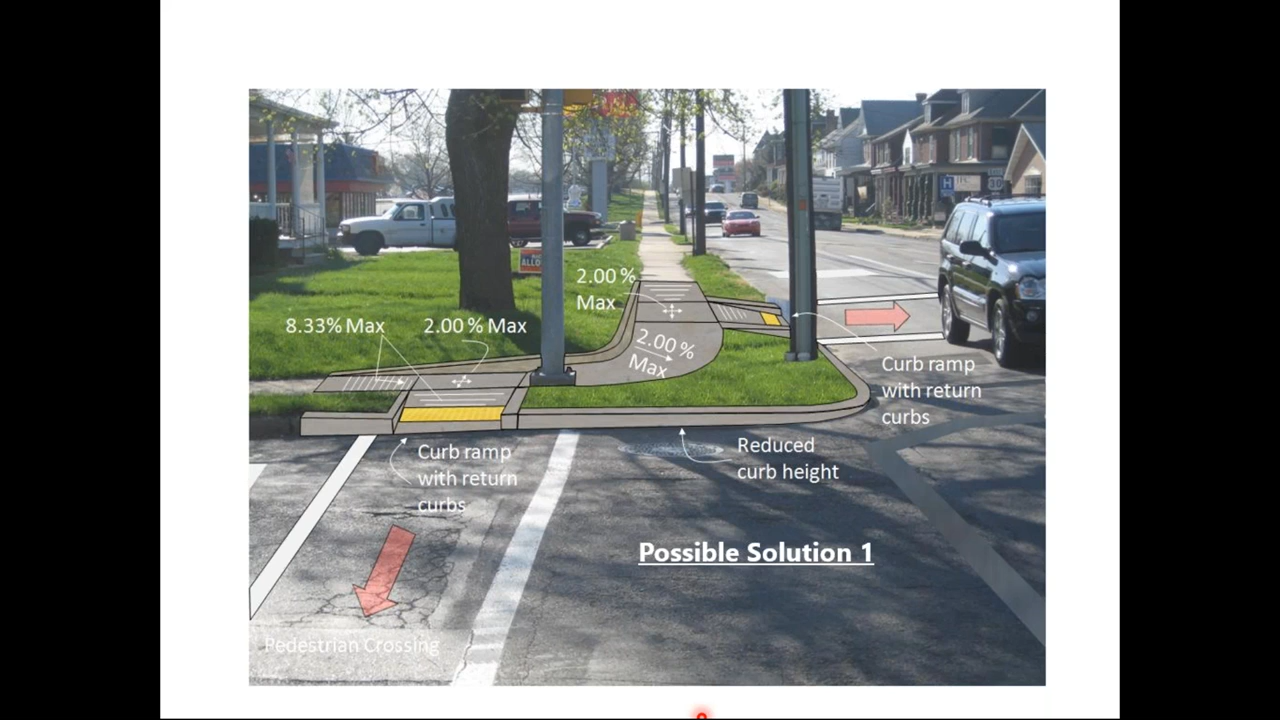 2.00 %
Max
8.33% Max
2.00 % Max
2.00 %
Max
Curb ramp
with return
curbs
Curb ramp
with return
curbs
Reduced
curb height
Possible Solution 1
Pedestrian Crossing
H